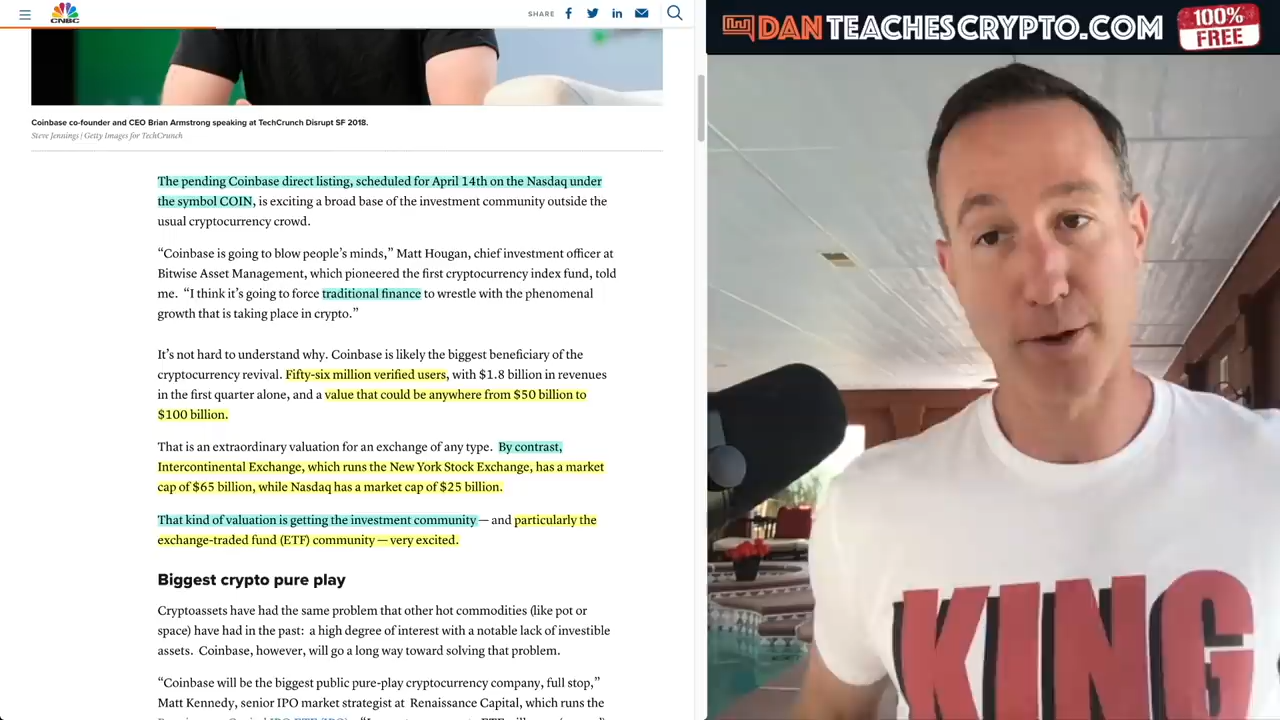 CNBC
SHARE
Coinbase co-founder and CEO Brian Armstrong speaking at TechCrunch Disrupt SF 2018.
Steve Jennings | Getty Images for TechCrunch
The pending Coinbase direct listing, scheduled for April 14th on the Nasdaq under
the symbol COIN, is exciting a broad base of the investment community outside the
usual cryptocurrency crowd.
“Coinbase is going to blow people’s minds,” Matt Hougan, chief investment officer at
Bitwise Asset Management, which pioneered the first cryptocurrency index fund, told
me.  “I think it’s going to force traditional finance to wrestle with the phenomenal
growth that is taking place in crypto.”
It’s not hard to understand why. Coinbase is likely the biggest beneficiary of the
cryptocurrency revival. Fifty-six million verified users, with $1.8 billion in revenues
in the first quarter alone, and a value that could be anywhere from $50 billion to
$100 billion.
That is an extraordinary valuation for an exchange of any type.  By contrast,
Intercontinental Exchange, which runs the New York Stock Exchange, has a market
cap of $65 billion, while Nasdaq has a market cap of $25 billion.
That kind of valuation is getting the investment community — and particularly the
exchange-traded fund (ETF) community — very excited.
Biggest crypto pure play
Cryptoassets have had the same problem that other hot commodities (like pot or
space) have had in the past:  a high degree of interest with a notable lack of investible
assets.  Coinbase, however, will go a long way toward solving that problem.
“Coinbase will be the biggest public pure-play cryptocurrency company, full stop,”
Matt Kennedy, senior IPO market strategist at  Renaissance Capital, which runs the
DANTEACHESCRYPTO.COM
100%
FREE
KING